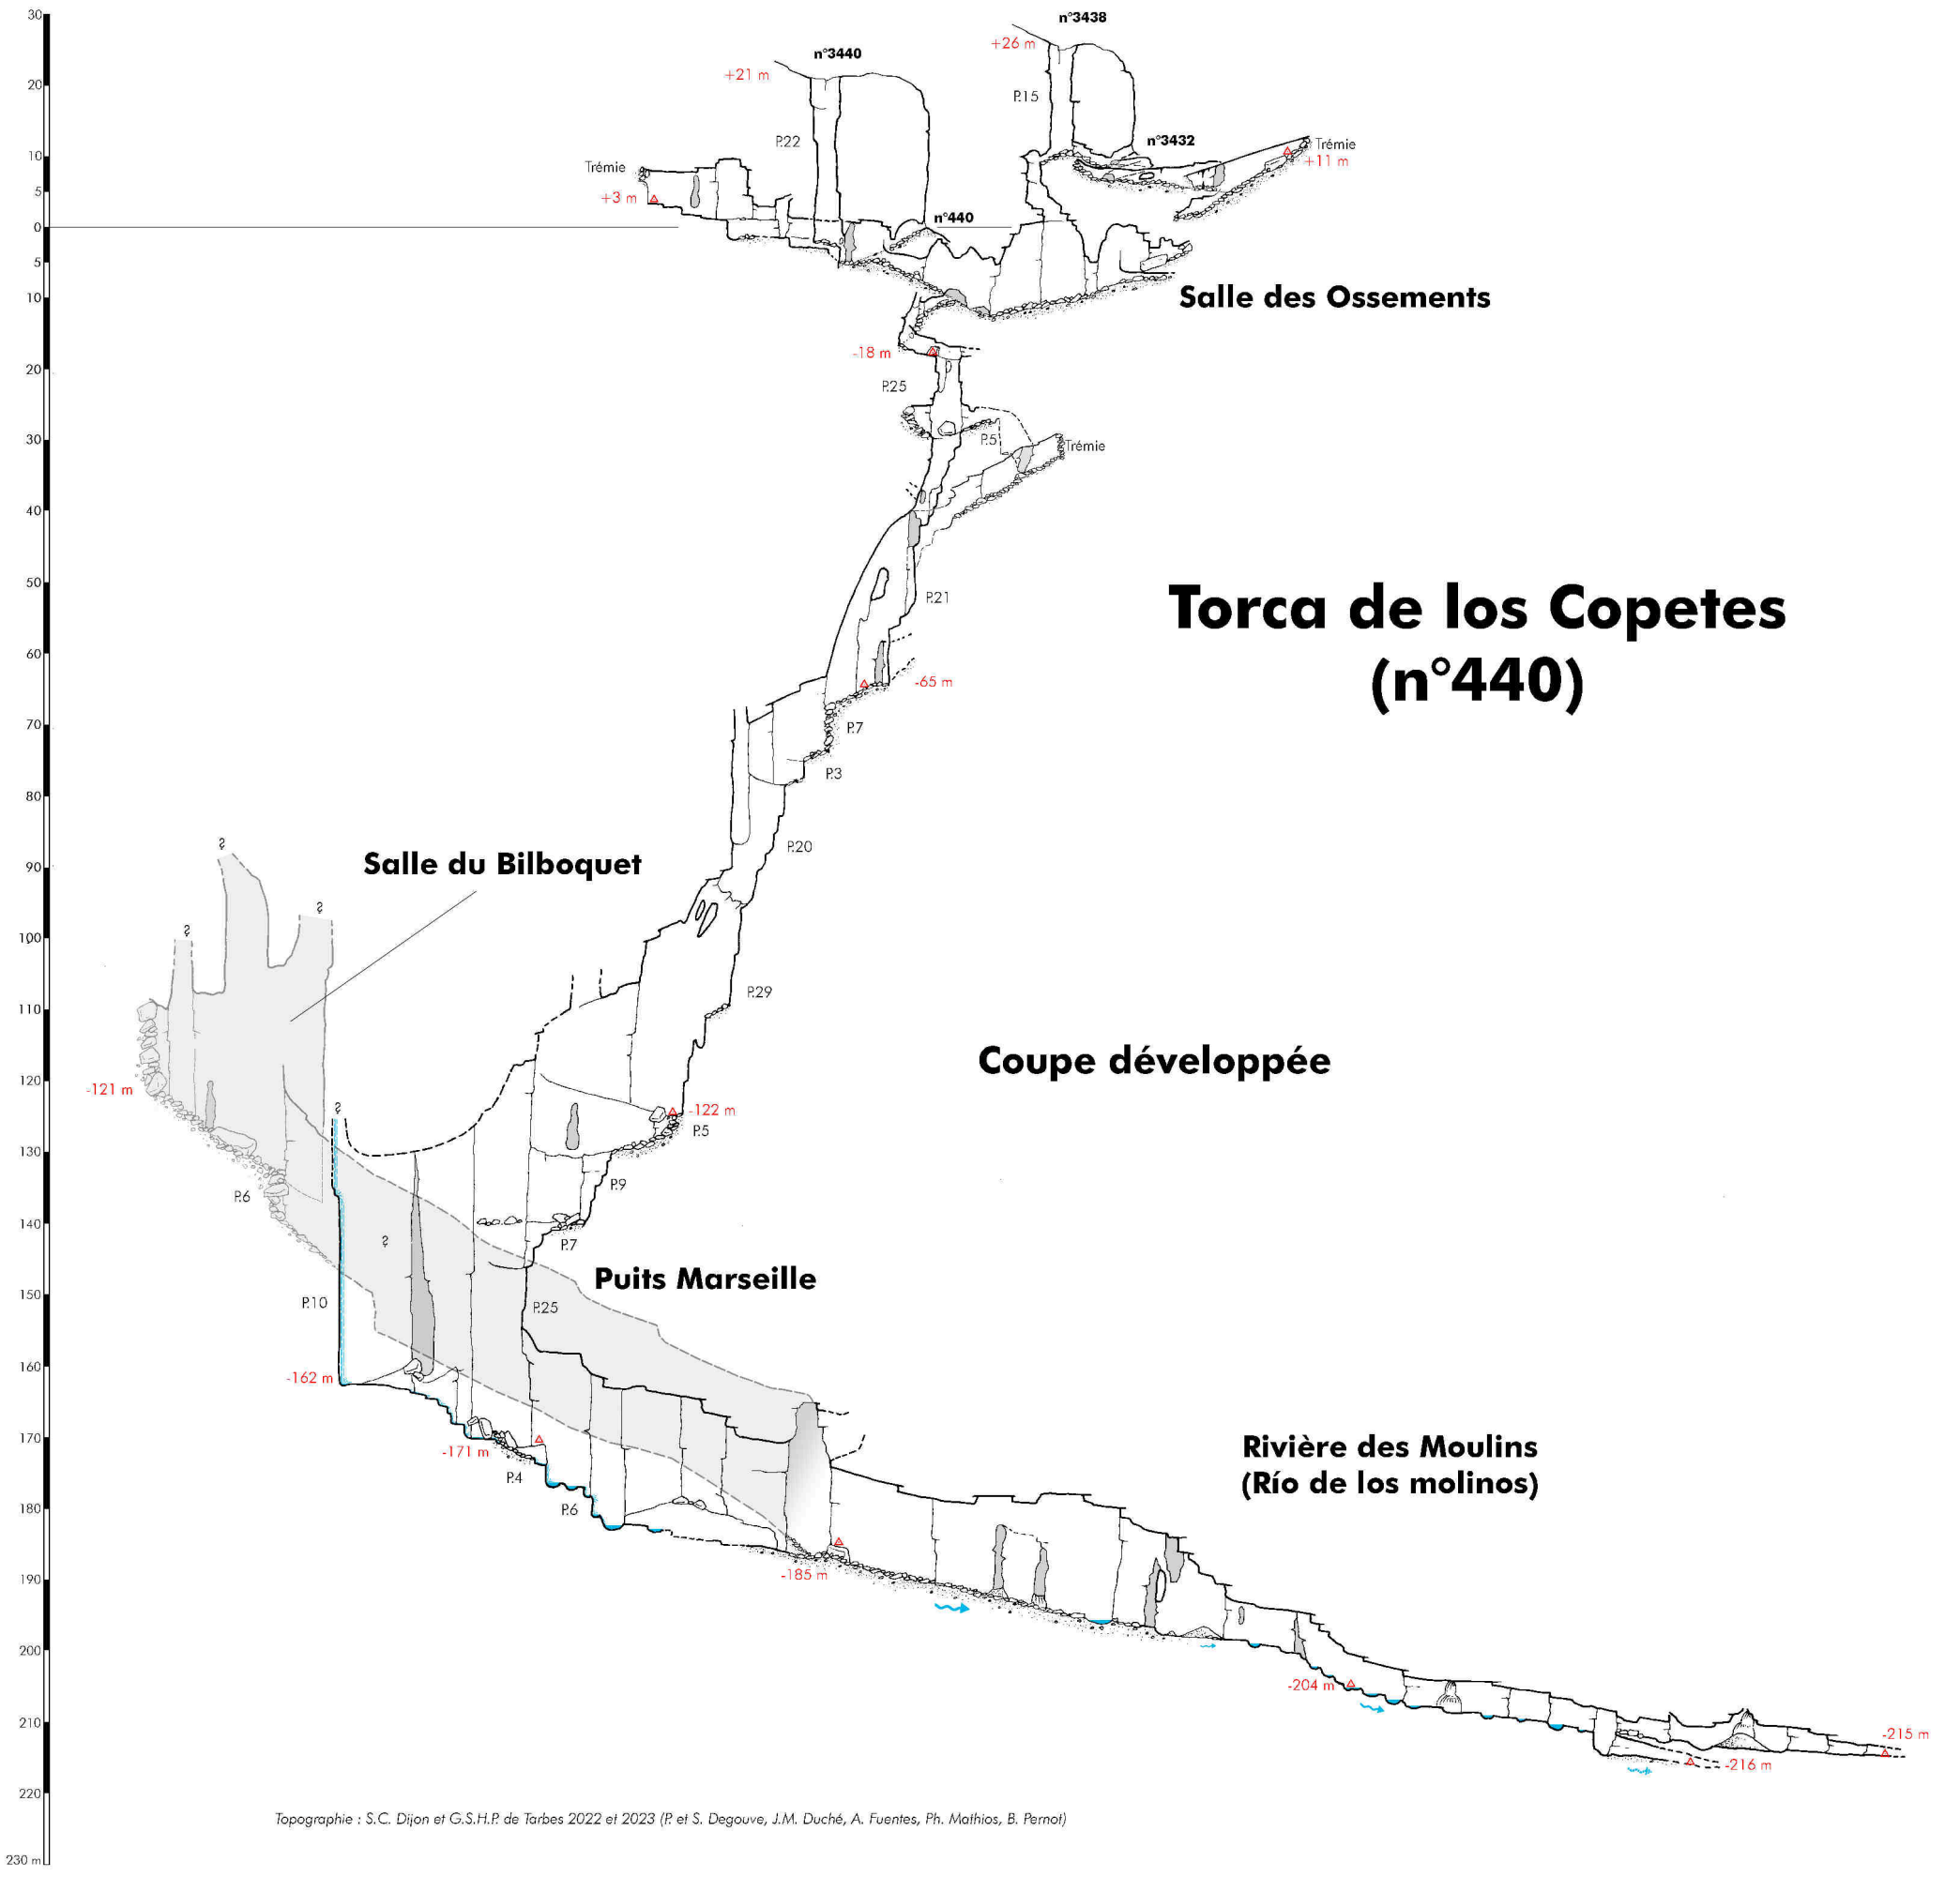 30
n°3438
+26 m
n°3440
+21 m
20
P.15
P.22
n°3432
10
Trémie
Trémie
+11 m
5
+3 m
n°440
0
5
10
Salle des Ossements
-18 m
20
P.25
30
P.5
Trémie
40
50
P.21
Torca de los Copetes
(n°440)
60
-65 m
70
P.7
P.3
80
P.20
?
Salle du Bilboquet
90
?
?
100
P.29
110
Coupe développée
120
-121 m
?
-122 m
P.5
130
P.9
P.6
140
?
P.7
Puits Marseille
150
P.10
P.25
160
-162 m
170
-171 m
Rivière des Moulins
(Río de los molinos)
P.4
180
P.6
-185 m
190
200
-204 m
210
-215 m
-216 m
220
Topographie : S.C. Dijon et G.S.H.P. de Tarbes 2022 et 2023 (P. et S. Degouve, J.M. Duché, A. Fuentes, Ph. Mathios, B. Pernot)
230 m